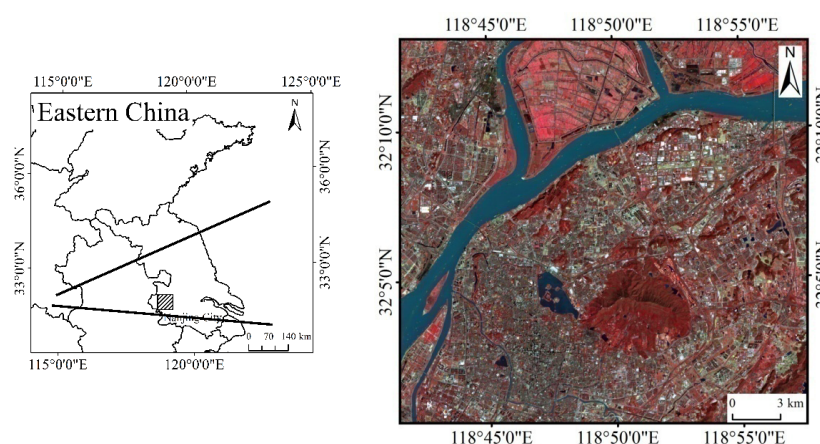 115°0'0"E
120°0'0"E
125°0'0"E
Eastern China
N
36°0'0"N
36°0'0"N
33°0'0"N
33°0'0"N
Nanjing City
0 70 140 km
115°0'0"E
120°0'0"E
118°45'0"E
118°50'0"E
118°55'0"E
N
32°10'0"N
32°5'0"N
0 3 km
118°45'0"E
118°50'0"E
118°55'0"E